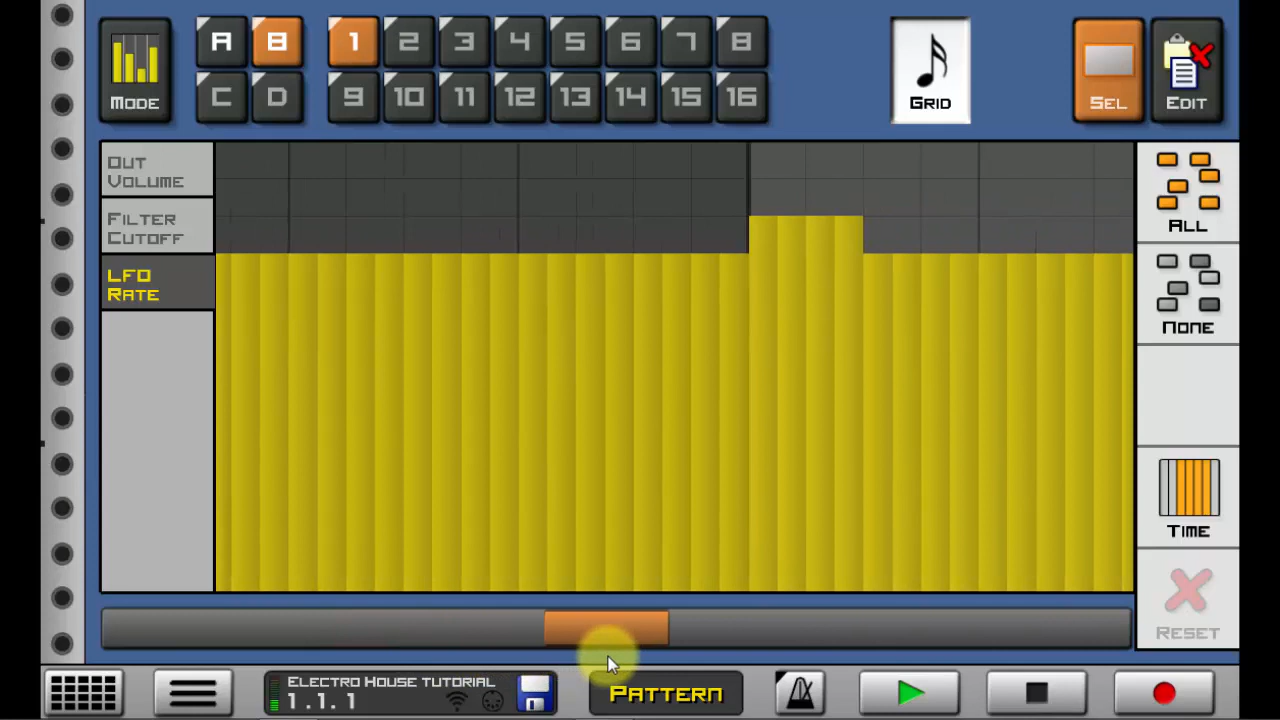 Mode
A B
C D
1 2 3 4 5 6 7 8
9 10 11 12 13 14 15 16
Grid
Sel
Edit
Out
Volume
Filter
Cutoff
LFO
Rate
All
None
Time
Reset
Electro House tutorial
1.1.1
Pattern